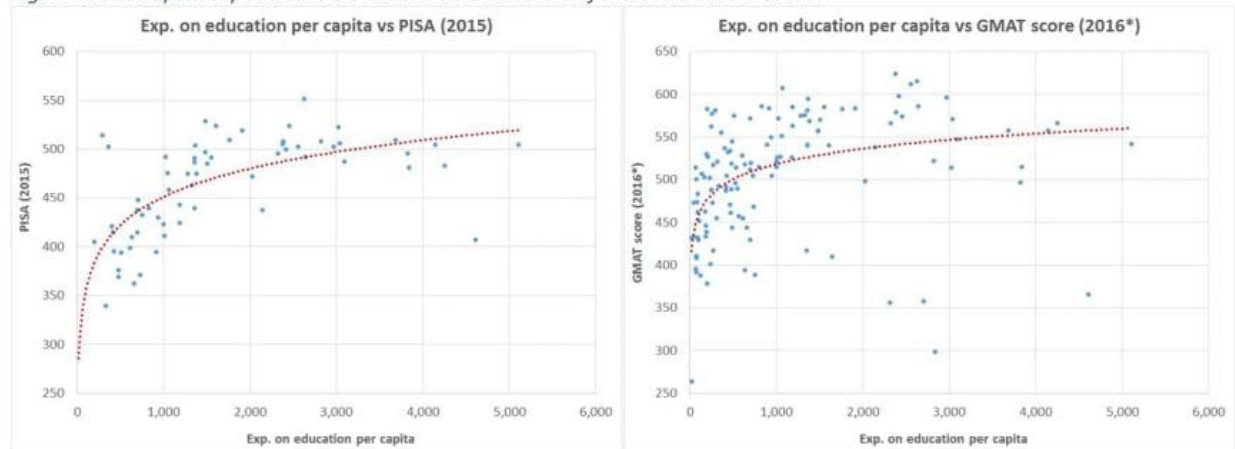 Exp. on education per capita vs PISA (2015)
600
550
500
450
400
350
300
250
PISA (2015)
0 1,000 2,000 3,000 4,000 5,000 6,000
Exp. on education per capita
Exp. on education per capita vs GMAT score (2016*)
650
600
550
500
450
400
350
300
250
GMAT score (2016*)
0 1,000 2,000 3,000 4,000 5,000 6,000
Exp. on education per capita